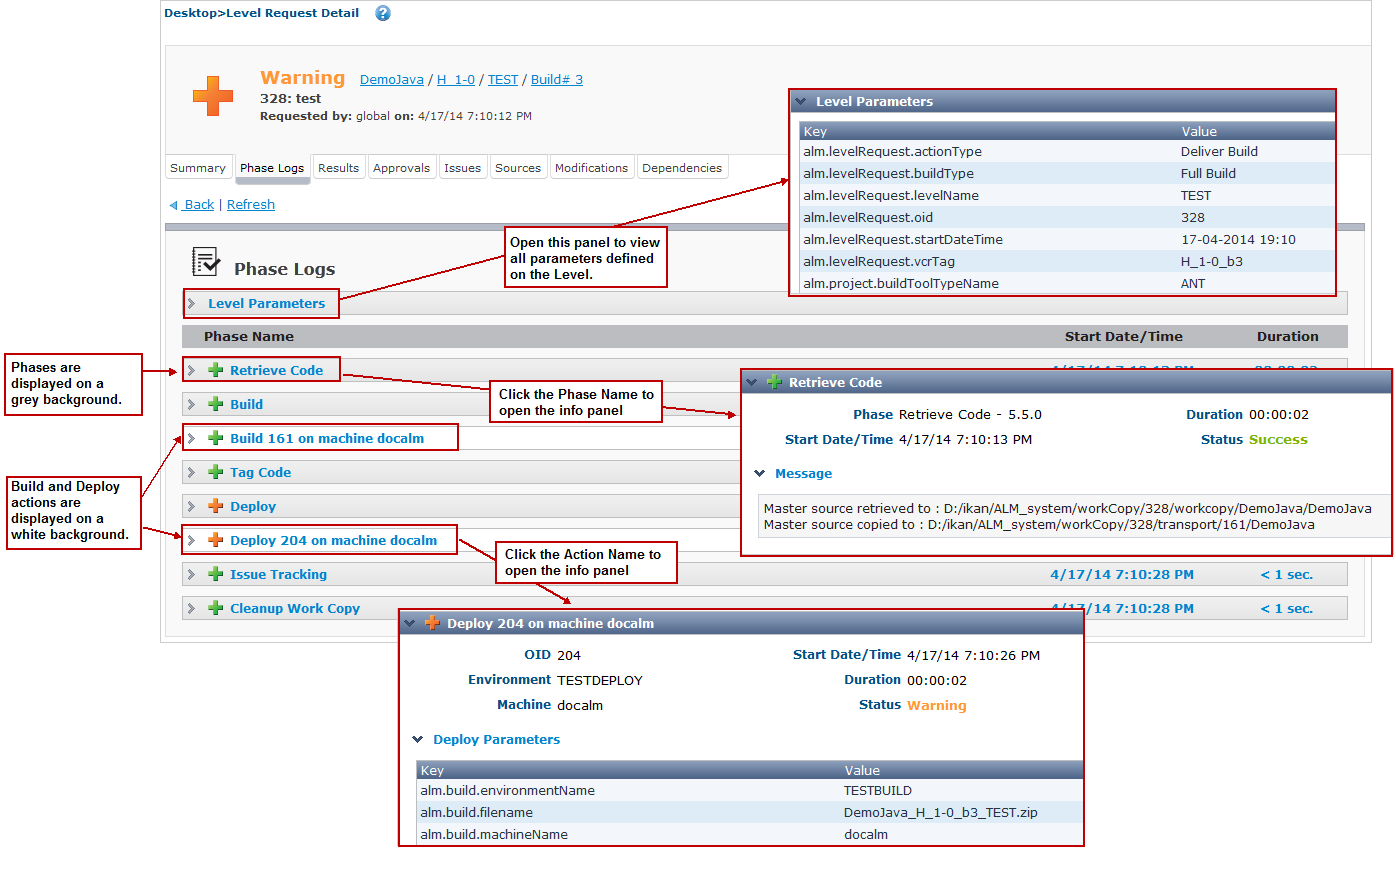 Desktop>Level Request Detail ?
Warning DemoJava / H_1-0 / TEST / Build# 3
328: test
Requested by: global on: 4/17/14 7:10:12 PM
Summary Phase Logs Results Approvals Issues Sources Modifications Modifications Dependencies
Back | Refresh
Level Parameters
Key Value
alm.levelRequest.actionType Deliver Build
alm.levelRequest.buildType Full Build
alm.levelRequest.levelName TEST
alm.levelRequest.oid 328
alm.levelRequest.startDateTime 17-04-2014 19:10
alm.levelRequest.vcrTag H_1-0_b3
alm.project.buildToolTypeName ANT
Open this panel to view
all parameters defined
on the Level.
Phase Logs
Level Parameters
Phase Name Start Date/Time Duration
Phases are
displayed on a
grey background.
Retrieve Code
Build
Build 161 on machine docalm
Tag Code
Deploy
Deploy 204 on machine docalm
Issue Tracking 4/17/14 7:10:28 PM < 1 sec.
Cleanup Work Copy 4/17/14 7:10:28 PM < 1 sec.
Build and Deploy
actions are
displayed on a
white background.
Click the Phase Name to
open the info panel
Retrieve Code
Phase Retrieve Code - 5.5.0 Duration 00:00:02
Start Date/Time 4/17/14 7:10:13 PM Status Success
Message
Master source retrieved to : D:/ikan/ALM_system/workCopy/328/workcopy/DemoJava/DemoJava
Master source copied to : D:/ikan/ALM_system/workCopy/328/transport/161/DemoJava
Click the Action Name to
open the info panel
Deploy 204 on machine docalm
OID 204 Start Date/Time 4/17/14 7:10:26 PM
Environment TESTDEPLOY Duration 00:00:02
Machine docalm Status Warning
Deploy Parameters
Key Value
alm.build.environmentName TESTBUILD
alm.build.filename DemoJava_H_1-0_b3_TEST.zip
alm.build.machineName docalm